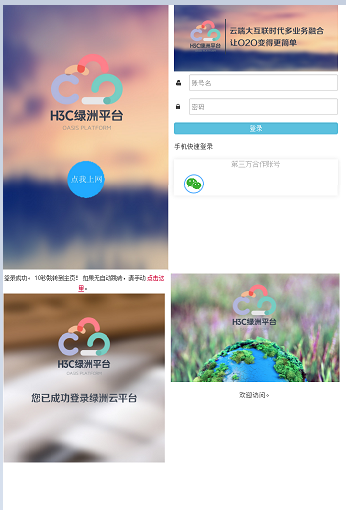 H3C绿洲平台
OASIS PLATFORM
点我上网
H3C绿洲平台
云端大互联时代多业务融合
让O2O变得更简单
账号名
密码
登录
手机快速登录
第三方合作账号
登录成功。10秒后转到主页！如果无自动跳转，请手动 点击这
里。
H3C绿洲平台
您已成功登录绿洲云平台
H3C绿洲平台
欢迎访问。